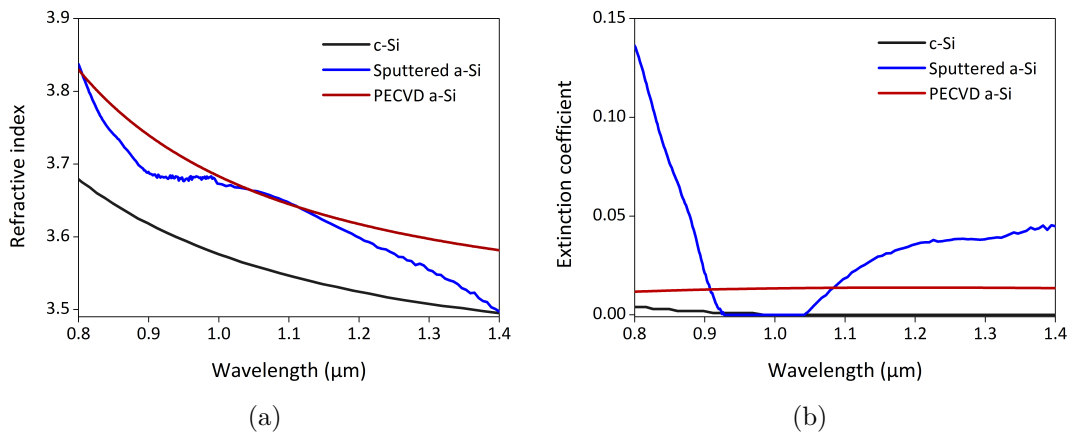 3.9
3.8
3.7
3.6
3.5
Refractive index
c-Si
Sputtered a-Si
PECVD a-Si
0.8 0.9 1.0 1.1 1.2 1.3 1.4
Wavelength (μm)
(a)
0.15
0.10
0.05
0.00
Extinction coefficient
c-Si
Sputtered a-Si
PECVD a-Si
0.8 0.9 1.0 1.1 1.2 1.3 1.4
Wavelength (μm)
(b)